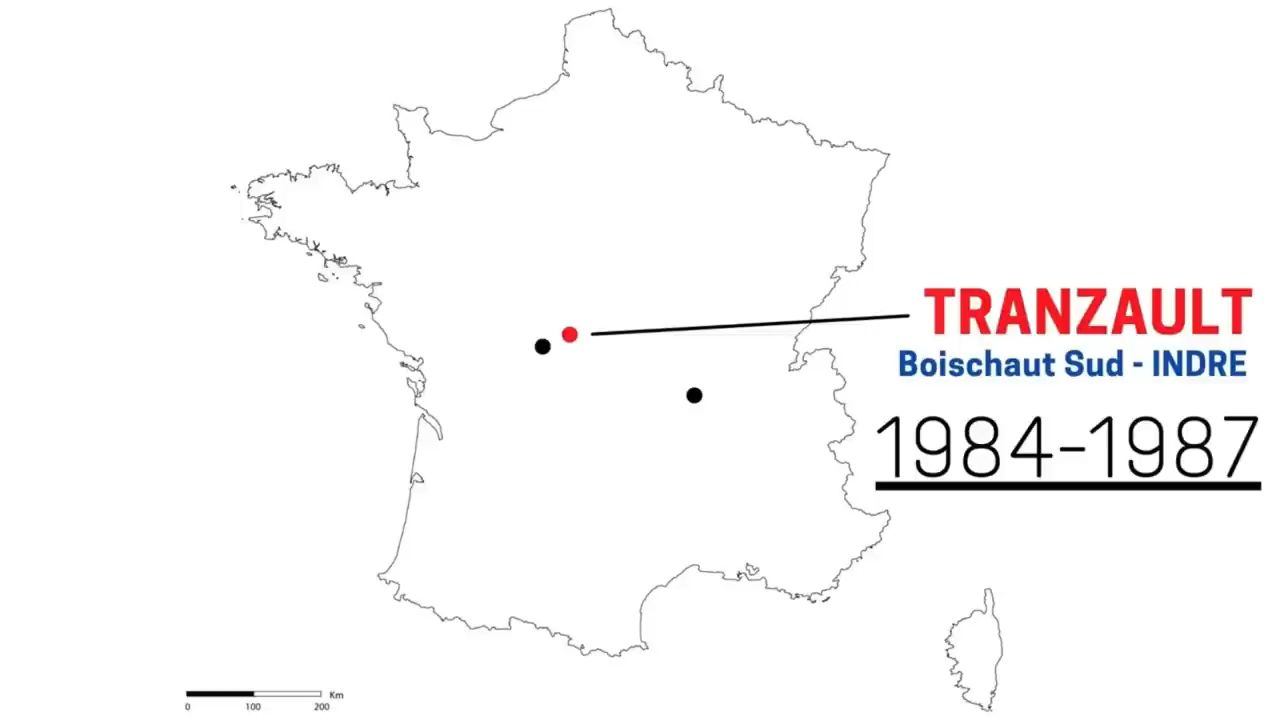 TRANZAULT
Boischaut Sud - INDRE
1984-1987
Km
0 100 200